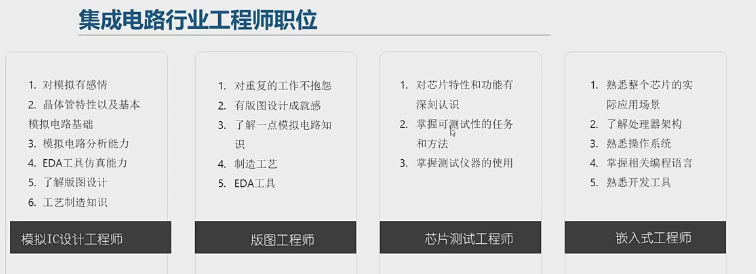 集成电路行业工程师职位
1. 对模拟有感情
2. 晶体管特性以及基本
模拟电路基础
3. 模拟电路分析能力
4. EDA工具仿真能力
5. 了解版图设计
6. 工艺制造知识
模拟IC设计工程师
1. 对重复的工作不抱怨
2. 有版图设计成就感
3. 了解一点模拟电路知
识
4. 制造工艺
5. EDA工具
版图工程师
1. 对芯片特性和功能有
深刻认识
2. 掌握可测试性的任务
和方法
3. 掌握测试仪器的使用
芯片测试工程师
1. 熟悉整个芯片的实
际应用场景
2. 了解处理器架构
3. 熟悉操作系统
4. 掌握相关编程语言
5. 熟悉开发工具
嵌入式工程师